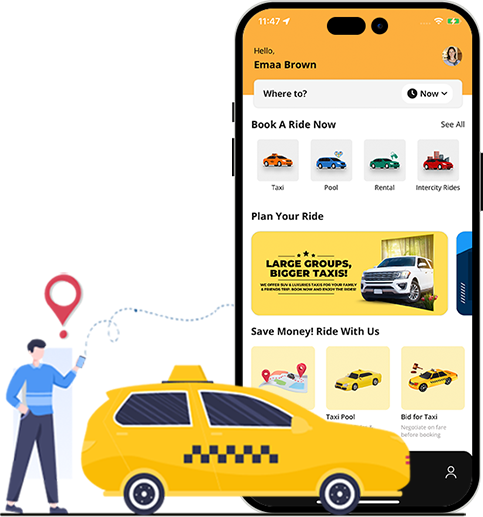 11:47
Hello,
Emaa Brown
Where to?
Now
Book A Ride Now
See All
Taxi
Pool
Rental
Intercity Rides
Plan Your Ride
LARGE GROUPS,
BIGGER TAXIS!
WE OFFER SUV & LUXURIES TAXIS FOR YOUR FAMILY
& FRIENDS TRIP. BOOK NOW AND ENJOY THE RIDES!
Save Money! Ride With Us
Taxi Pool
Bid for Taxi
Negotiate on fare
before booking